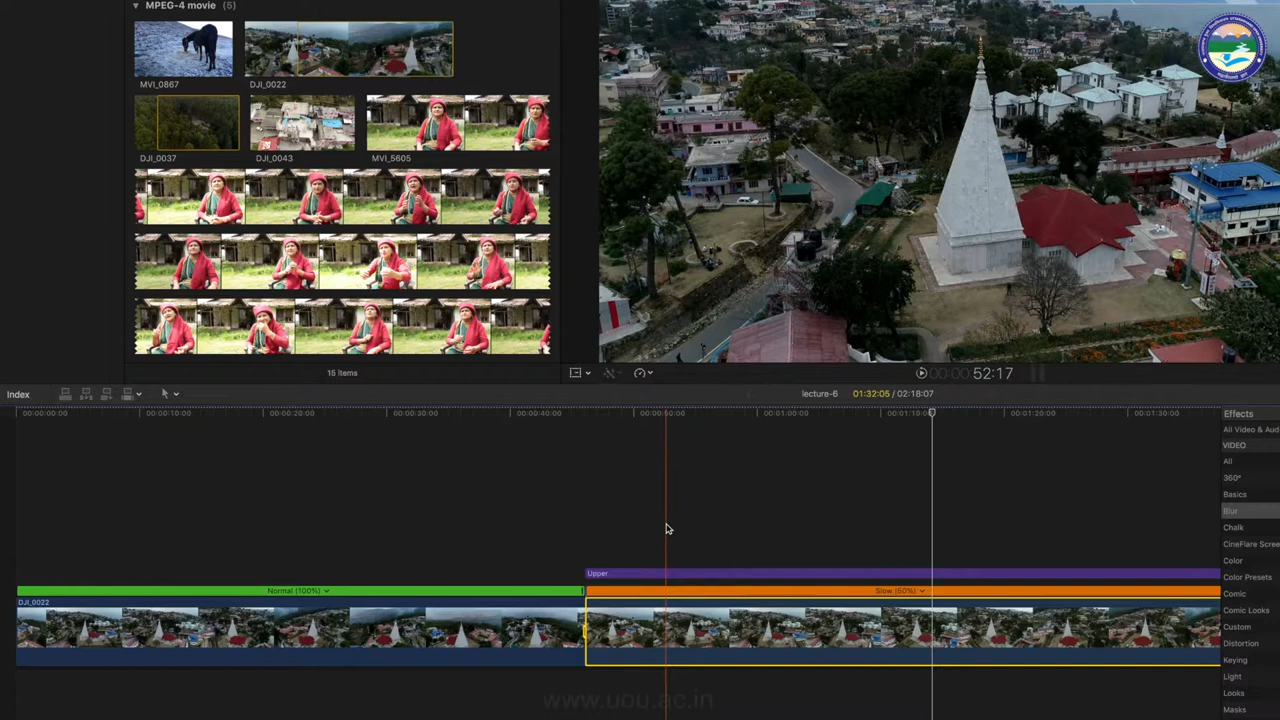 MPEG-4 movie (5)
MVI_0867
DJI_0022
DJI_0037
DJI_0043
MVI_5605
15 items
00:00:00 52:17
Index
lecture-6
01:32:05 / 02:18:07
00:00:00:00
00:00:10:00
00:00:20:00
00:00:30:00
00:00:40:00
00:00:50:00
00:01:00:00
00:01:10:00
00:01:20:00
00:01:30:00
Effects
All Video & Aud
VIDEO
All
360°
Basics
Blur
Chalk
CineFlare Scree
Color
Color Presets
Comic
Comic Looks
Custom
Distortion
Keying
Light
Looks
Masks
Upper
Normal (100%)
Slow (50%)
DJI_0022
www.uou.ac.in